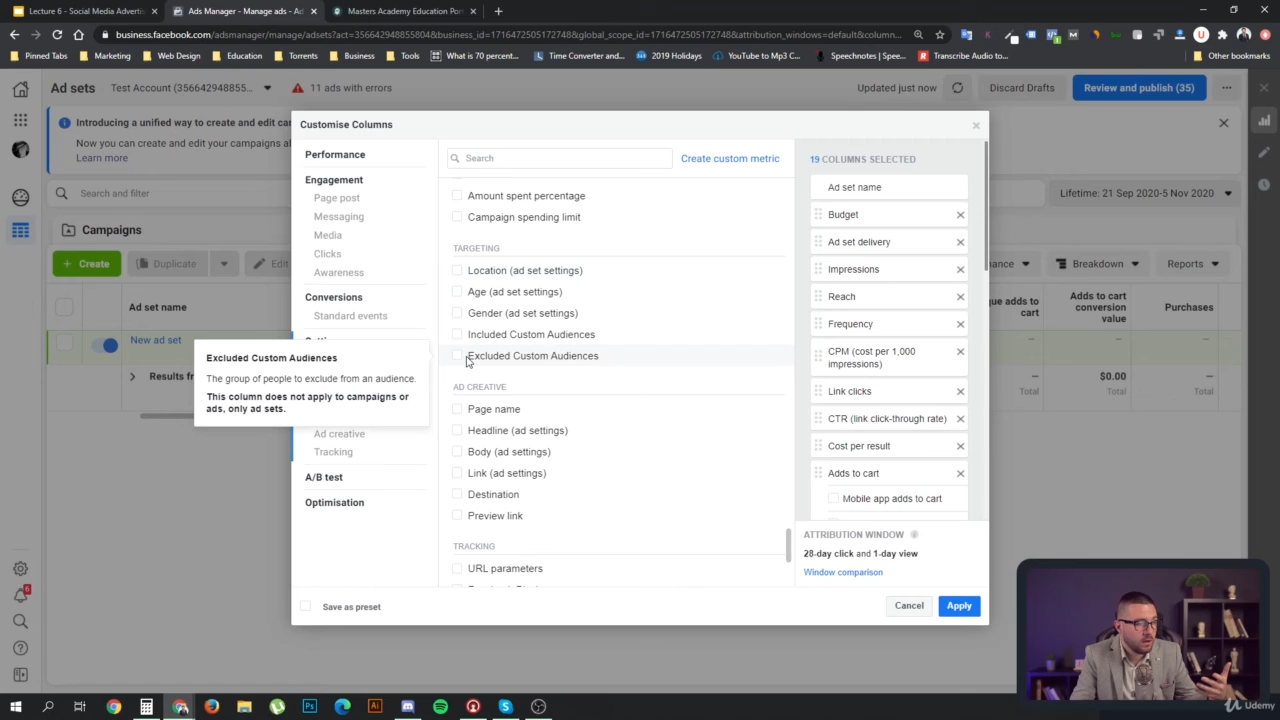 Lecture 6 - Social Media Adverti
Ads Manager - Manage ads - Ad
Masters Academy Education Port
business.facebook.com/adsmanager/manage/adsets?act=356642948855804&business_id=1716472505172748&global_scope_id=1716472505172748&attribution_windows=default&column...
Pinned Tabs
Marketing
Web Design
Education
Torrents
Business
Tools
What is 70 percent...
Time Converter and...
2019 Holidays
YouTube to Mp3 C...
Speechnotes | Spee...
Transcribe Audio to...
Other bookmarks
Ad sets
Test Account (356642948855...
11 ads with errors
Updated just now
Discard Drafts
Review and publish (35)
Introducing a unified way to create and edit can
Now you can create and edit your campaigns al
Learn more
Search and filter
Lifetime: 21 Sep 2020-5 Nov 2020
Campaigns
Create
Duplicate
Edit
Breakdown
Reports
Ad set name
cart
Adds to cart
conversion
value
Purchases
New ad set
Results f
—
Total
$0.00
Total
—
Total
Customise Columns
Performance
Engagement
Page post
Messaging
Media
Clicks
Awareness
Conversions
Standard events
Ad creative
Tracking
A/B test
Optimisation
Search
Create custom metric
Amount spent percentage
Campaign spending limit
TARGETING
Location (ad set settings)
Age (ad set settings)
Gender (ad set settings)
Included Custom Audiences
Excluded Custom Audiences
AD CREATIVE
Page name
Headline (ad settings)
Body (ad settings)
Link (ad settings)
Destination
Preview link
TRACKING
URL parameters
Excluded Custom Audiences
The group of people to exclude from an audience.
This column does not apply to campaigns or
ads, only ad sets.
19 COLUMNS SELECTED
Ad set name
Budget
Ad set delivery
Impressions
Reach
Frequency
CPM (cost per 1,000
impressions)
Link clicks
CTR (link click-through rate)
Cost per result
Adds to cart
Mobile app adds to cart
ATTRIBUTION WINDOW
28-day click and 1-day view
Window comparison
Save as preset
Cancel
Apply
Udemy